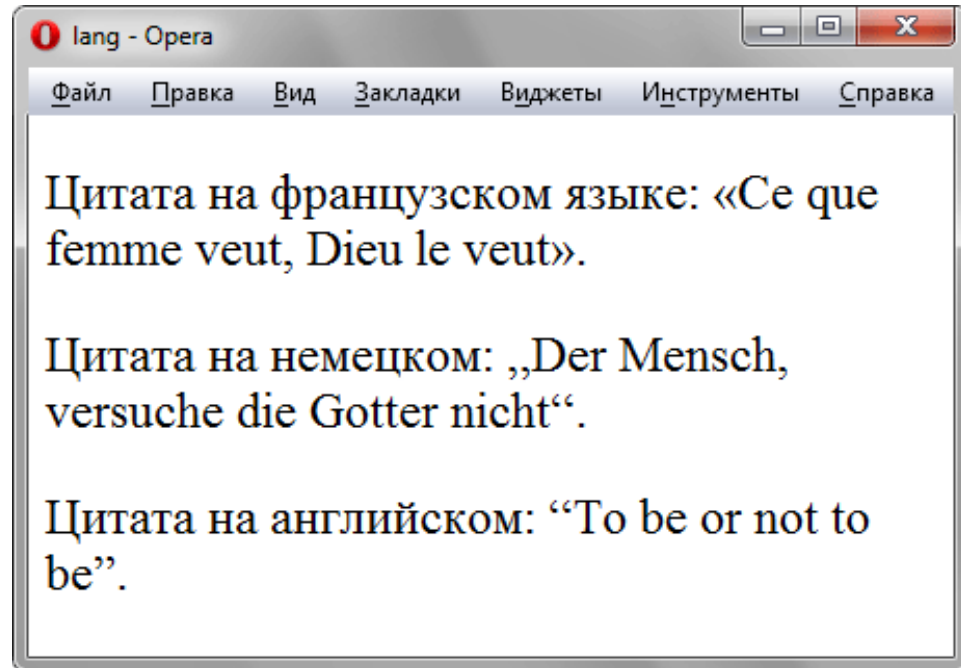 lang - Opera
Файл Правка Вид Закладки Виджеты Инструменты Справка
Цитата на французском языке: «Ce que
femme veut, Dieu le veut».
Цитата на немецком: „Der Mensch,
versuche die Gotter nicht“.
Цитата на английском: “To be or not to
be”.